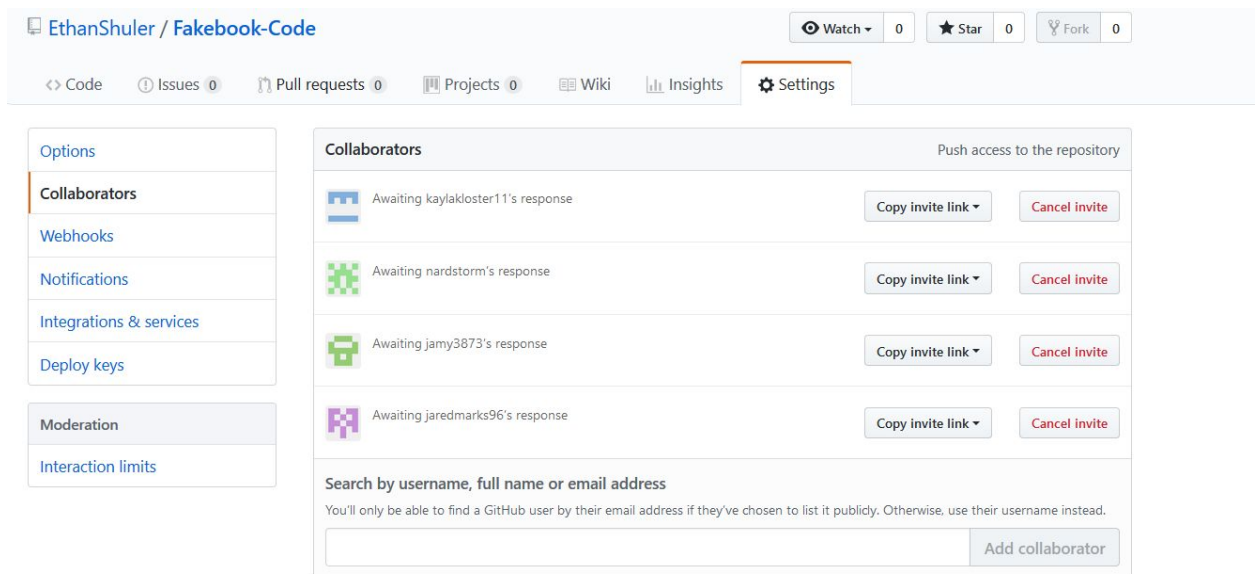 EthanShuler / Fakebook-Code
Watch 0 Star 0 Fork 0
Code Issues 0 Pull requests 0 Projects 0 Wiki Insights Settings
Options
Collaborators
Webhooks
Notifications
Integrations & services
Deploy keys
Moderation
Interaction limits
Collaborators Push access to the repository
Awaiting kaylakloster11's response Copy invite link Cancel invite
Awaiting nardstorm's response Copy invite link Cancel invite
Awaiting jamy3873's response Copy invite link Cancel invite
Awaiting jaredmarks96's response Copy invite link Cancel invite
Search by username, full name or email address
You'll only be able to find a GitHub user by their email address if they've chosen to list it publicly. Otherwise, use their username instead.
Add collaborator